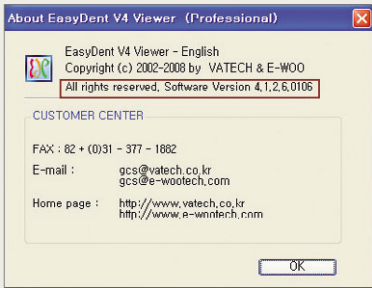 About EasyDent V4 Viewer (Professional)
EasyDent V4 Viewer - English
Copyright (c) 2002-2008 by VATECH & E-WOO
All rights reserved, Software Version 4,1,2,6,0106
CUSTOMER CENTER
FAX : 82 + (0)31 - 377 - 1882
E-mail : gcs@vatech,co,kr
gcs@e-wootech,com
Home page : http://www,vatech,co,kr
http://www,e-wootech,com
OK